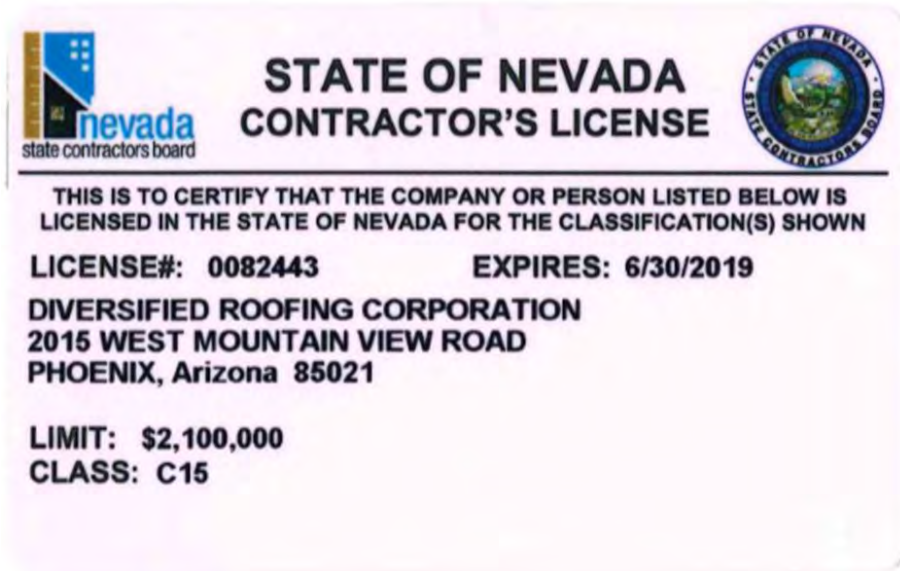 nevada
state contractors board
STATE OF NEVADA
CONTRACTOR'S LICENSE
STATE OF NEVADA
STATE CONTRACTORS BOARD
THIS IS TO CERTIFY THAT THE COMPANY OR PERSON LISTED BELOW IS
LICENSED IN THE STATE OF NEVADA FOR THE CLASSIFICATION(S) SHOWN
LICENSE#: 0082443 EXPIRES: 6/30/2019
DIVERSIFIED ROOFING CORPORATION
2015 WEST MOUNTAIN VIEW ROAD
PHOENIX, Arizona 85021
LIMIT: $2,100,000
CLASS: C15